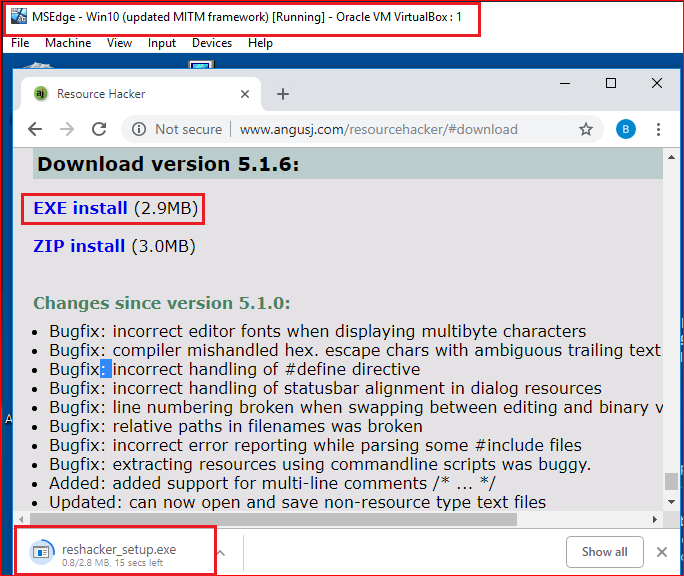 MSEdge - Win10 (updated MITM framework) [Running] - Oracle VM VirtualBox : 1
File Machine View Input Devices Help
aj Resource Hacker
Not secure www.angusj.com/resourcehacker/#download B
Download version 5.1.6:
EXE install (2.9MB)
ZIP install (3.0MB)
Changes since version 5.1.0:
• Bugfix: incorrect editor fonts when displaying multibyte characters
• Bugfix: compiler mishandled hex. escape chars with ambiguous trailing text.
• Bugfix: incorrect handling of #define directive
• Bugfix: incorrect handling of statusbar alignment in dialog resources
• Bugfix: line numbering broken when swapping between editing and binary v
• Bugfix: relative paths in filenames was broken
• Bugfix: incorrect error reporting while parsing some #include files
• Bugfix: extracting resources using commandline scripts was buggy.
• Added: added support for multi-line comments /* ... */
• Updated: can now open and save non-resource type text files
reshacker_setup.exe
0.8/2.8 MB, 15 secs left
Show all